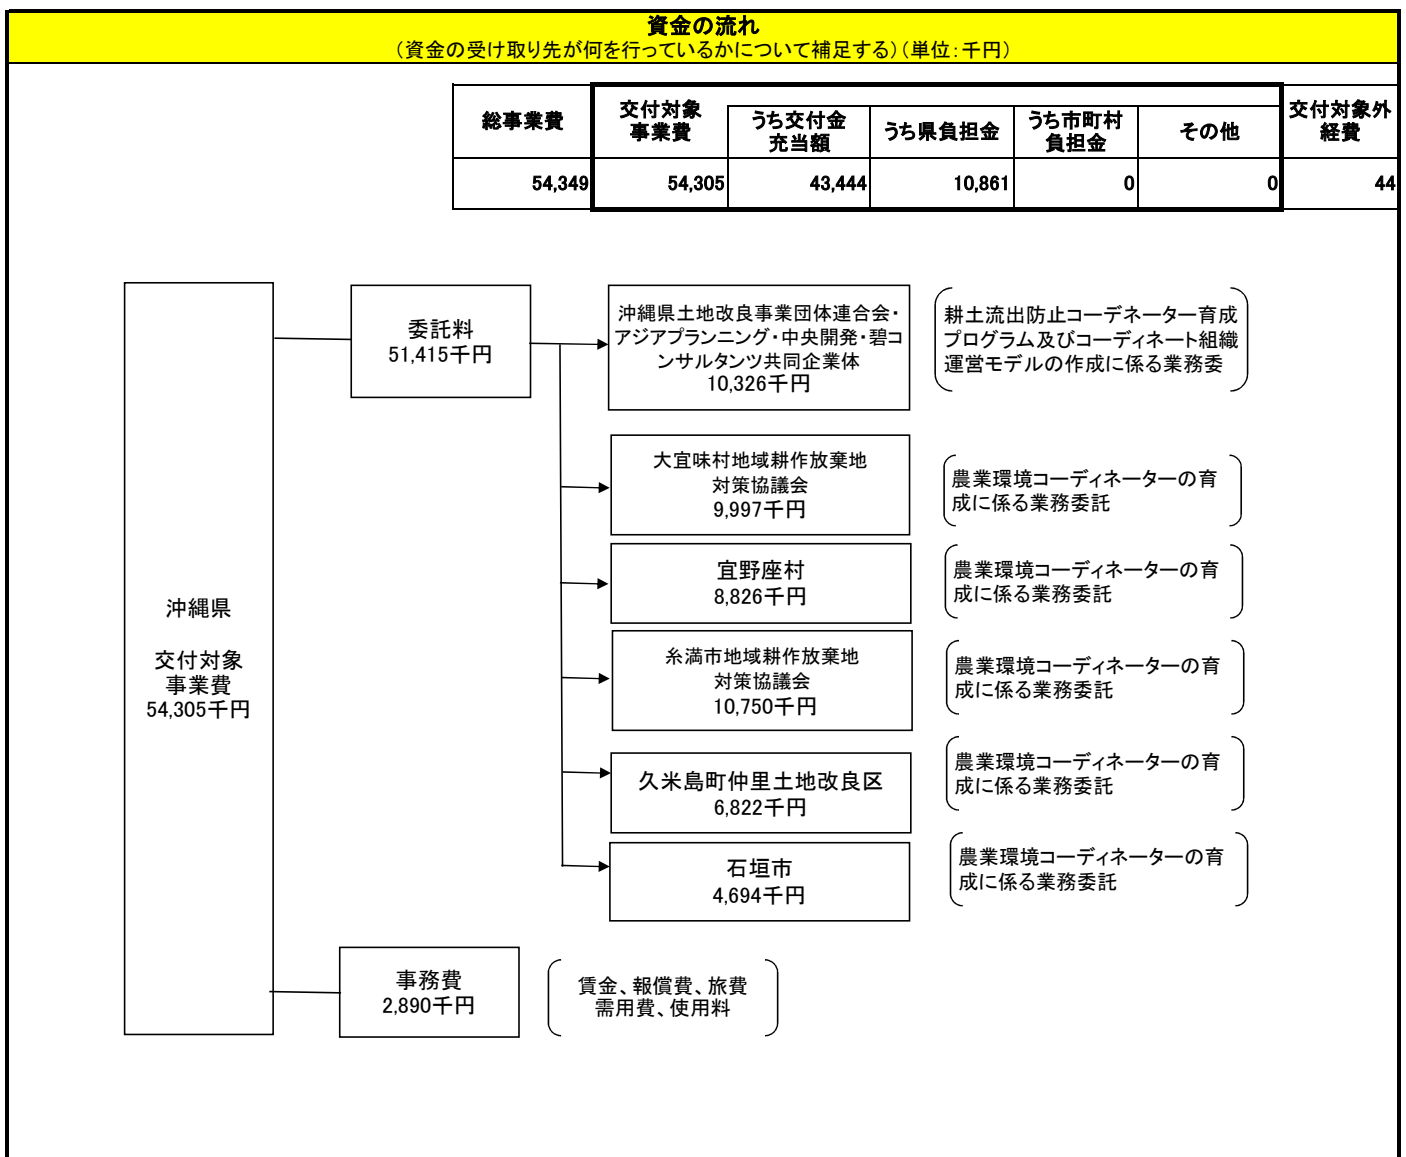 資金の流れ
（資金の受け取り先が何を行っているかについて補足する）（単位：千円）
総事業費
交付対象
事業費
うち交付金
充当額
うち県負担金
うち市町村
負担金
その他
交付対象外
経費
54,349
54,305
43,444
10,861
0
0
44
沖縄県
交付対象
事業費
54,305千円
委託料
51,415千円
沖縄県土地改良事業団体連合会・
アジアプランニング・中央開発・碧コ
ンサルタンツ共同企業体
10,326千円
耕土流出防止コーデネーター育成
プログラム及びコーディネート組織
運営モデルの作成に係る業務委
大宜味村地域耕作放棄地
対策協議会
9,997千円
農業環境コーディネーターの育
成に係る業務委託
宜野座村
8,826千円
農業環境コーディネーターの育
成に係る業務委託
糸満市地域耕作放棄地
対策協議会
10,750千円
農業環境コーディネーターの育
成に係る業務委託
久米島町仲里土地改良区
6,822千円
農業環境コーディネーターの育
成に係る業務委託
石垣市
4,694千円
農業環境コーディネーターの育
成に係る業務委託
事務費
2,890千円
賃金、報償費、旅費
需用費、使用料